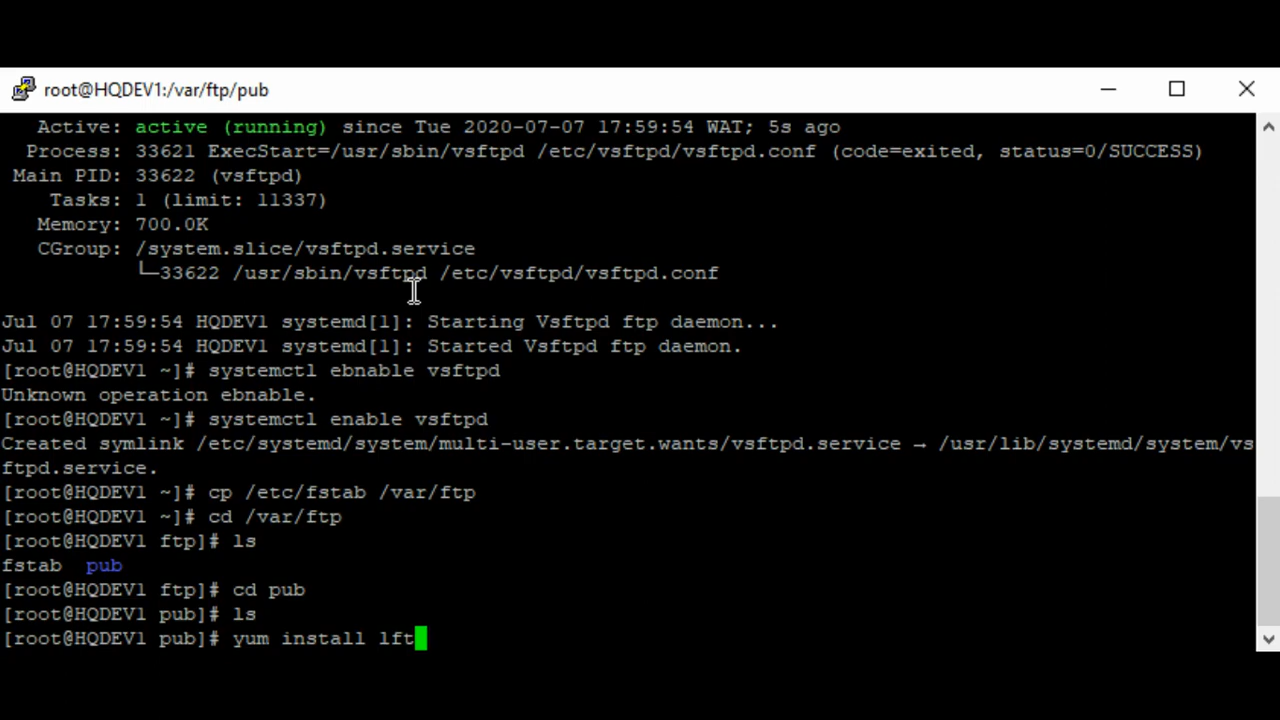 root@HQDEV1:/var/ftp/pub
Active: active (running) since Tue 2020-07-07 17:59:54 WAT; 5s ago
Process: 33621 ExecStart=/usr/sbin/vsftpd /etc/vsftpd/vsftpd.conf (code=exited, status=0/SUCCESS)
Main PID: 33622 (vsftpd)
Tasks: 1 (limit: 11337)
Memory: 700.0K
CGroup: /system.slice/vsftpd.service
└─33622 /usr/sbin/vsftpd /etc/vsftpd/vsftpd.conf
Jul 07 17:59:54 HQDEV1 systemd[1]: Starting Vsftpd ftp daemon...
Jul 07 17:59:54 HQDEV1 systemd[1]: Started Vsftpd ftp daemon.
[root@HQDEV1 ~]# systemctl ebnable vsftpd
Unknown operation ebnable.
[root@HQDEV1 ~]# systemctl enable vsftpd
Created symlink /etc/systemd/system/multi-user.target.wants/vsftpd.service → /usr/lib/systemd/system/vs
ftpd.service.
[root@HQDEV1 ~]# cp /etc/fstab /var/ftp
[root@HQDEV1 ~]# cd /var/ftp
[root@HQDEV1 ftp]# ls
fstab  pub
[root@HQDEV1 ftp]# cd pub
[root@HQDEV1 pub]# ls
[root@HQDEV1 pub]# yum install lft